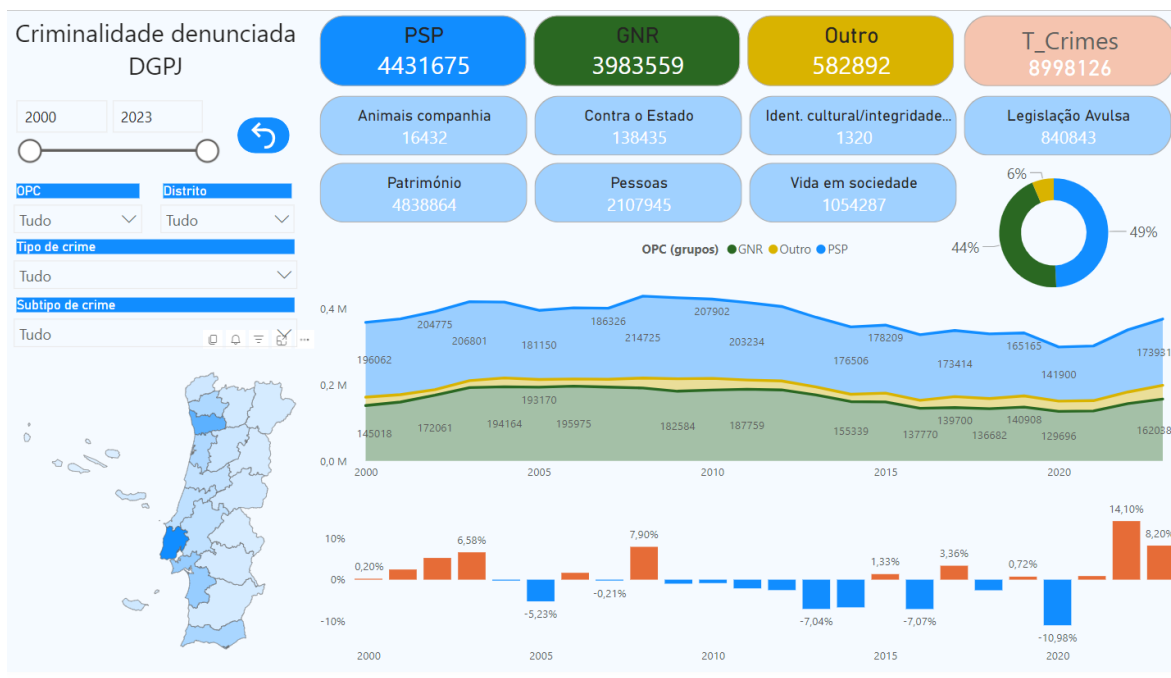 Criminalidade denunciada
DGPJ
PSP
4431675
GNR
3983559
Outro
582892
T_Crimes
8998126
2000
2023
Animais companhia
16432
Contra o Estado
138435
Ident. cultural/integridade...
1320
Legislação Avulsa
840843
OPC
Distrito
Tudo
Tudo
Património
4838864
Pessoas
2107945
Vida em sociedade
1054287
6%
49%
44%
Tipo de crime
Tudo
OPC (grupos) GNR Outro PSP
Subtipo de crime
Tudo
...
0,4 M
0,2 M
0,0 M
196062
204775
206801
181150
186326
214725
207902
203234
176506
178209
173414
165165
141900
173931
145018
172061
194164
193170
195975
182584
187759
155339
137770
139700
136682
140908
129696
162038
2000
2005
2010
2015
2020
10%
0%
-10%
0,20%
6,58%
-5,23%
-0,21%
7,90%
-7,04%
1,33%
-7,07%
3,36%
0,72%
-10,98%
14,10%
8,20%
2000
2005
2010
2015
2020